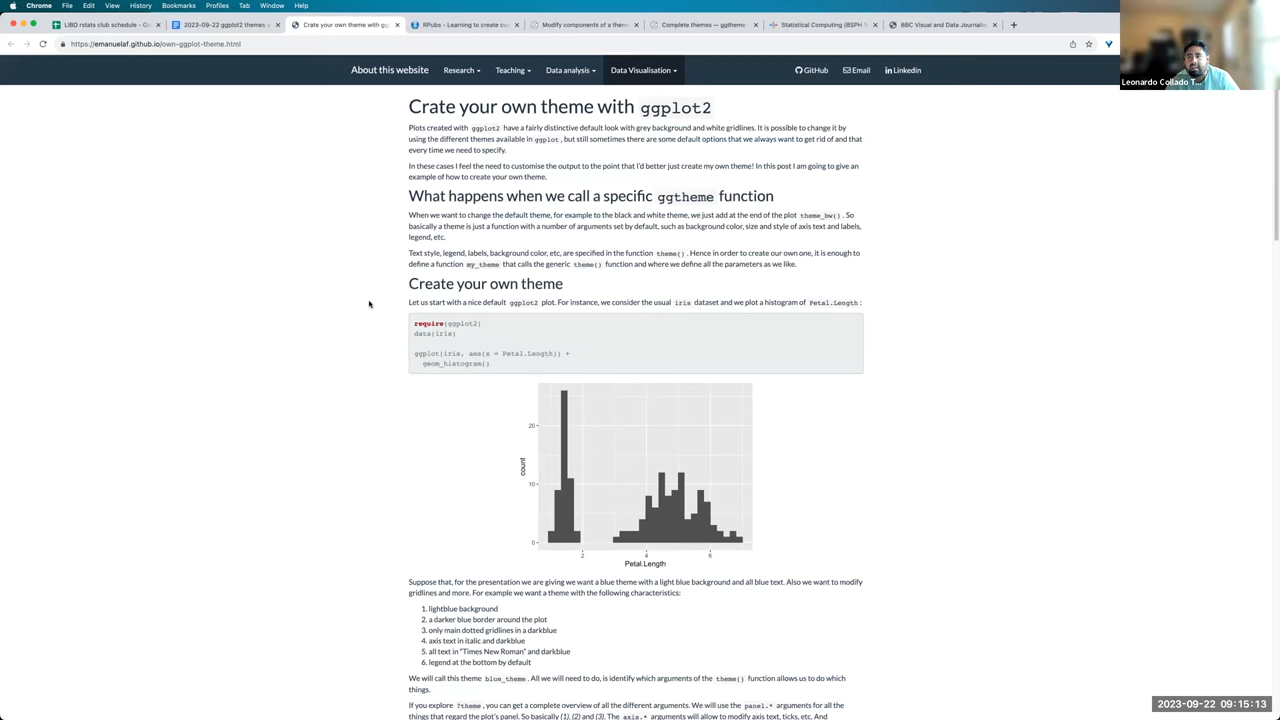 Chrome File Edit View History Bookmarks Profiles Tab Window Help
LIBD rstats club schedule - Go
2023-09-22 ggplot2 themes
Crate your own theme with gg
RPubs - Learning to create cu
Modify components of a them
Complete themes — ggtheme
Statistical Computing (BSPH
BBC Visual and Data Journalis
https://emanuelaf.github.io/own-ggplot-theme.html
Leonardo Collado T...
About this website Research Teaching Data analysis Data Visualisation GitHub Email Linkedin
Crate your own theme with ggplot2
Plots created with ggplot2 have a fairly distinctive default look with grey background and white gridlines. It is possible to change it by
using the different themes available in ggplot, but still sometimes there are some default options that we always want to get rid of and that
every time we need to specify.
In these cases I feel the need to customise the output to the point that I'd better just create my own theme! In this post I am going to give an
example of how to create your own theme.
What happens when we call a specific ggtheme function
When we want to change the default theme, for example to the black and white theme, we just add at the end of the plot theme_bw(). So
basically a theme is just a function with a number of arguments set by default, such as background color, size and style of axis text and labels,
legend, etc.
Text style, legend, labels, background color, etc, are specified in the function theme(). Hence in order to create our own one, it is enough to
define a function my_theme that calls the generic theme() function and where we define all the parameters as we like.
Create your own theme
Let us start with a nice default ggplot2 plot. For instance, we consider the usual iris dataset and we plot a histogram of Petal.Length:
require(ggplot2)
data(iris)
ggplot(iris, aes(x = Petal.Length)) +
geom_histogram()
20
10
0
count
2 4 6
Petal.Length
Suppose that, for the presentation we are giving we want a blue theme with a light blue background and all blue text. Also we want to modify
gridlines and more. For example we want a theme with the following characteristics:
1. lightblue background
2. a darker blue border around the plot
3. only main dotted gridlines in a darkblue
4. axis text in italic and darkblue
5. all text in "Times New Roman" and darkblue
6. legend at the bottom by default
We will call this theme blue_theme. All we will need to do, is identify which arguments of the theme() function allows us to do which
things.
If you explore ?theme, you can get a complete overview of all the different arguments. We will use the panel.* arguments for all the
things that regard the plot's panel. So basically (1), (2) and (3). The axis.* arguments will allow to modify axis text, ticks, etc. And
2023-09-22 09:15:13